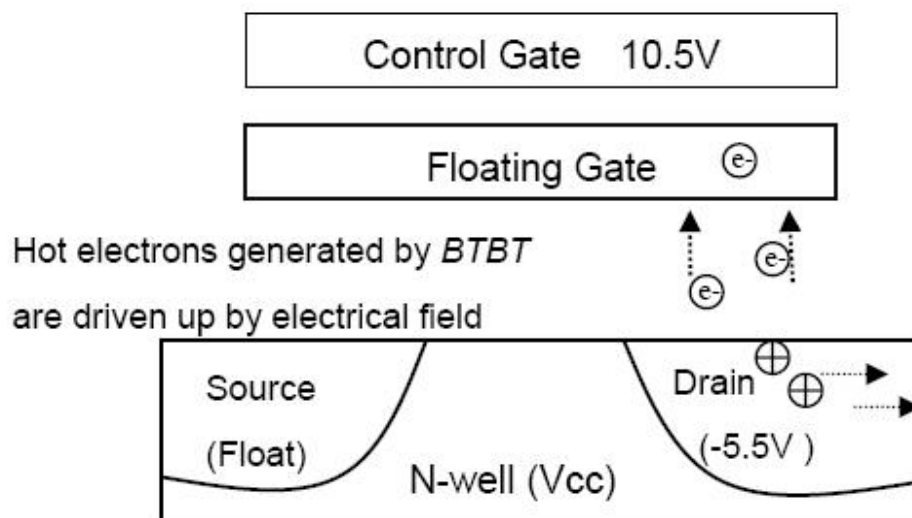 Control Gate 10.5V
Floating Gate e-
Hot electrons generated by BTBT
e-
e-
are driven up by electrical field
Source
(Float)
Drain
(-5.5V )
N-well (Vcc)